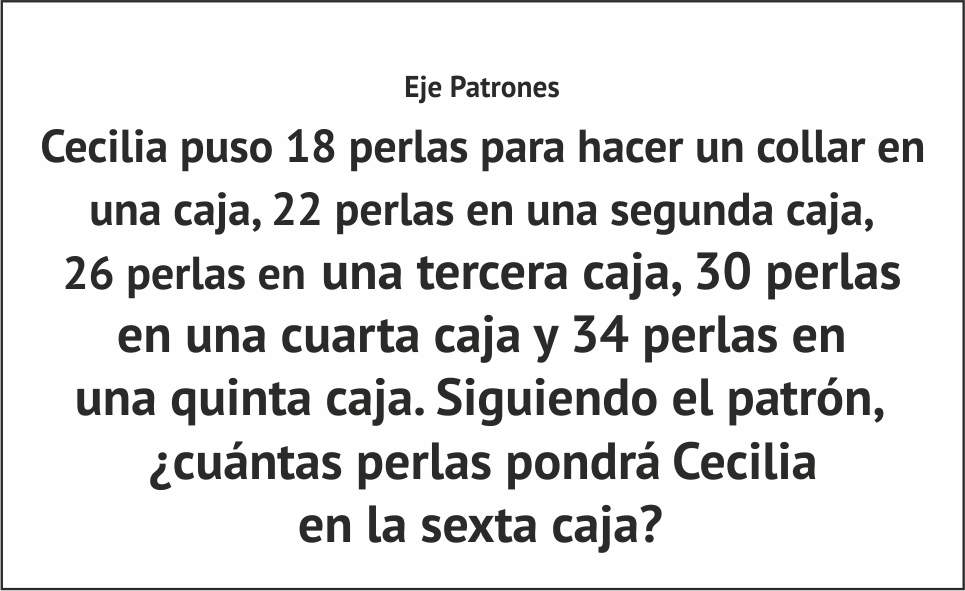 Eje Patrones
Cecilia puso 18 perlas para hacer un collar en
una caja, 22 perlas en una segunda caja,
26 perlas en una tercera caja, 30 perlas
en una cuarta caja y 34 perlas en
una quinta caja. Siguiendo el patrón,
¿cuántas perlas pondrá Cecilia
en la sexta caja?